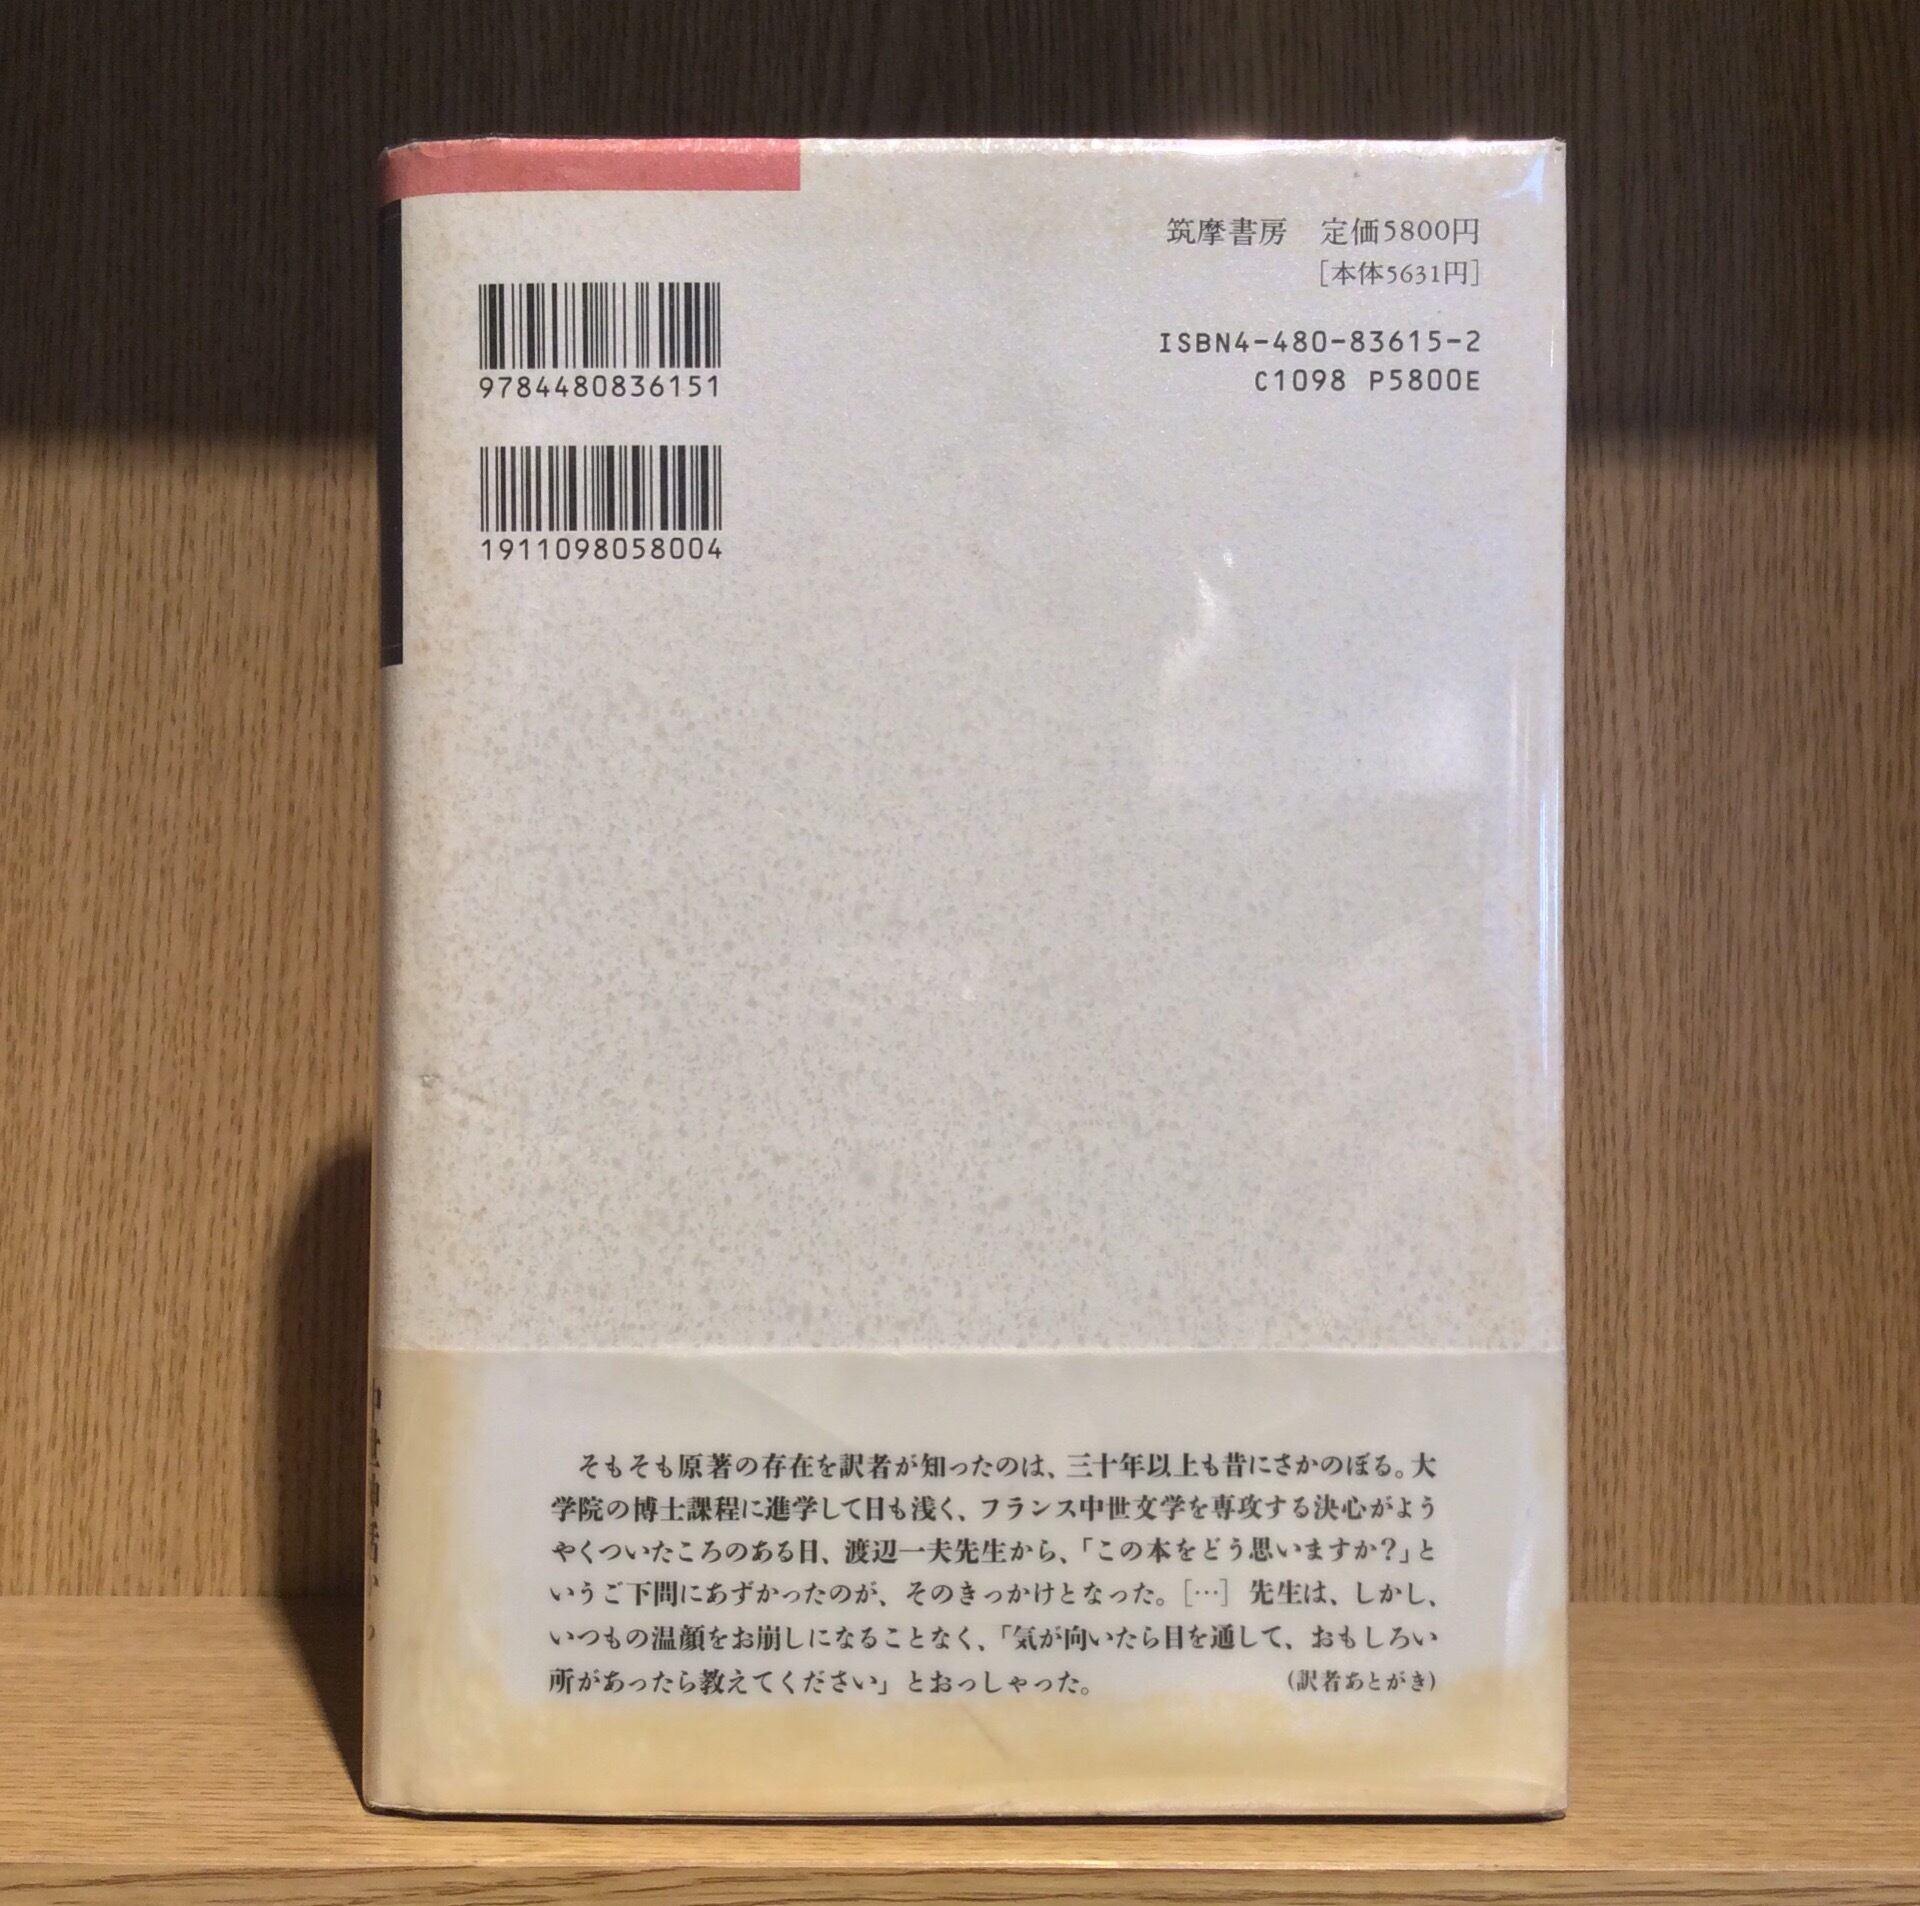 筑摩書房　定価5800円
［本体5631円］
ISBN4-480-83615-2
C1098 P5800E
9784480836151
1911098058004
そもそも原著の存在を訳者が知ったのは、三十年以上も昔にさかのぼる。大
学院の博士課程に進学して日も浅く、フランス中世文学を専攻する決心がよう
やくついたころのある日、渡辺一夫先生から、「この本をどう思いますか？」と
いうご下問にあずかったのが、そのきっかけとなった。［…］先生は、しかし、
いつもの温顔をお崩しになることなく、「気が向いたら目を通して、おもしろい
所があったら教えてください」とおっしゃった。　（訳者あとがき）